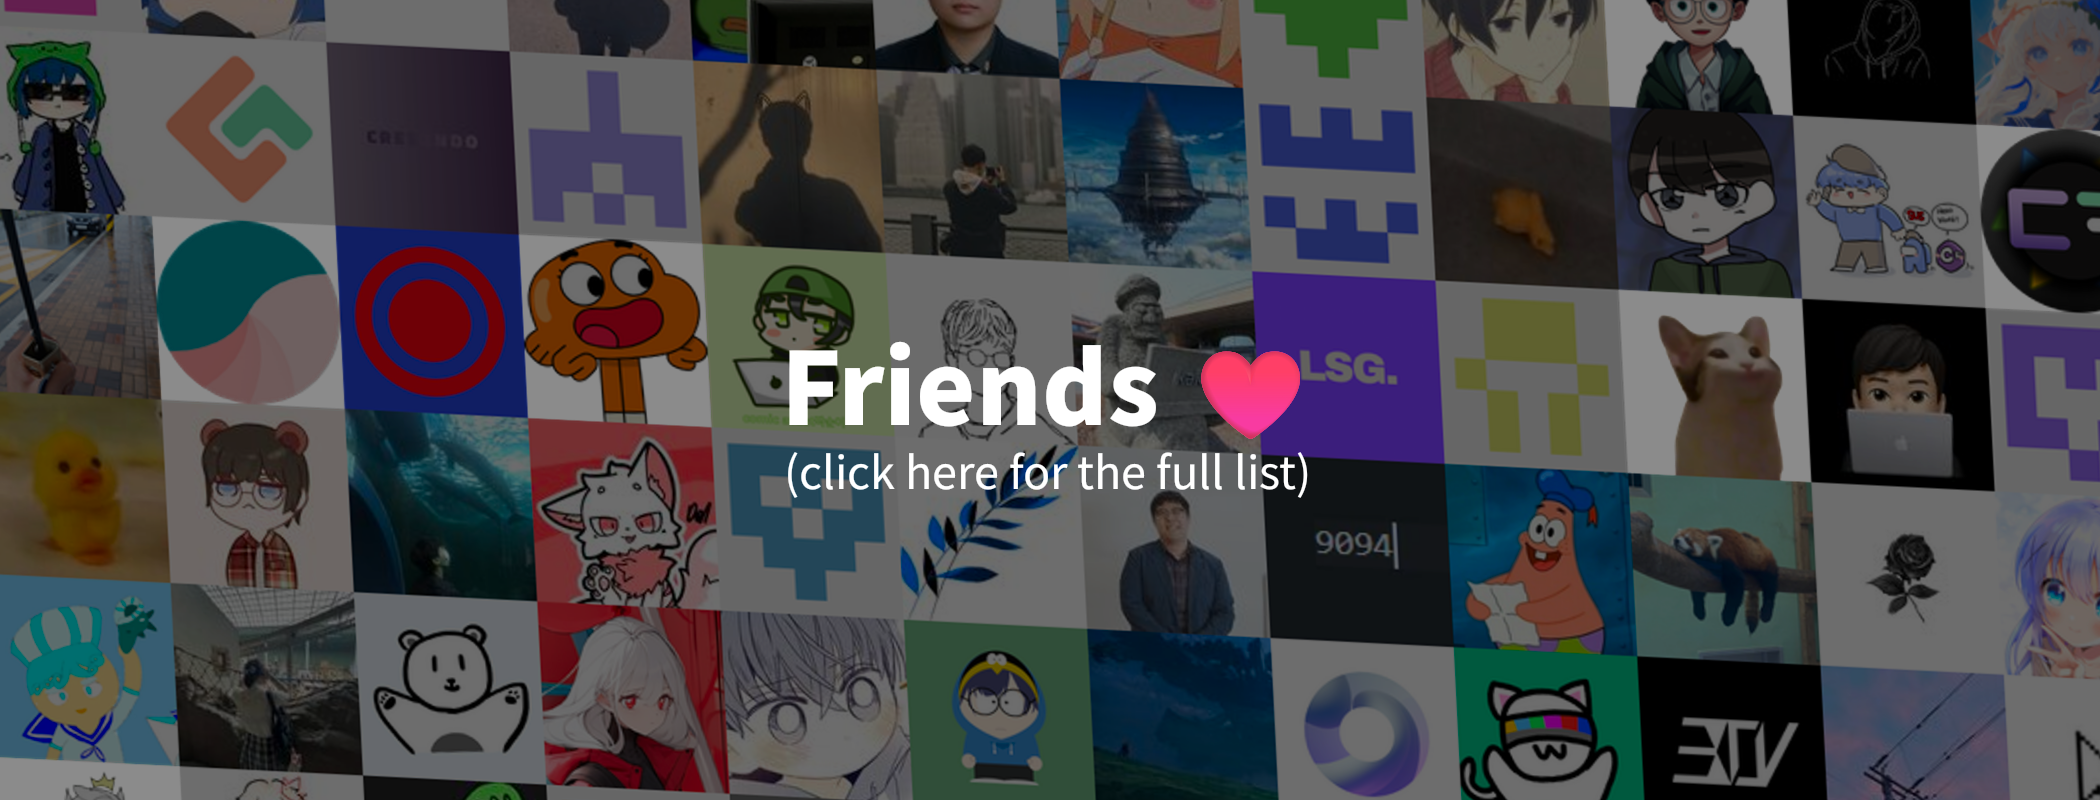 Friends ❤️
(click here for the full list)
LSG.
9094